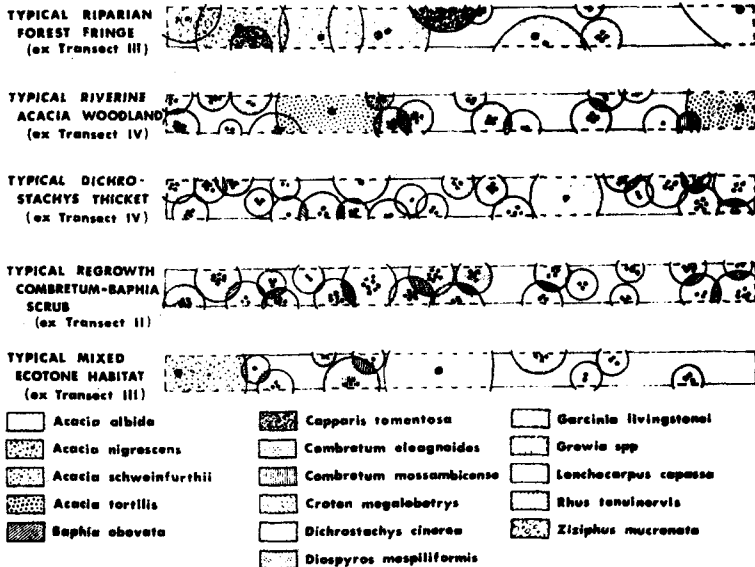 TYPICAL RIPARIAN
FOREST FRINGE
(ex Transect III)
TYPICAL RIVERINE
ACACIA WOODLAND
(ex Transect IV)
TYPICAL DICHRO-
STACHYS THICKET
(ex Transect IV)
TYPICAL REGROWTH
COMBRETUM-BAPHIA
SCRUB
(ex Transect II)
TYPICAL MIXED
ECOTONE HABITAT
(ex Transect III)
Acacia albida
Acacia nigrescens
Acacia schweinfurthii
Acacia tortilis
Baphia obovata
Capparis tomentosa
Combretum eleagnoides
Combretum mossambicense
Croton megalobotrys
Dichrostachys cinerea
Diospyros mespiliformis
Garcinia livingstonei
Grewia spp
Lonchocarpus capassa
Rhus tenuinervis
Ziziphus mucronata